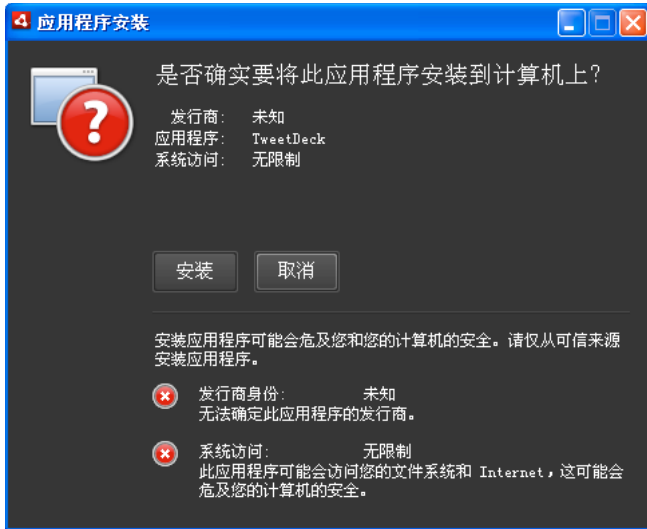 应用程序安装
是否确实要将此应用程序安装到计算机上?
发行商: 未知
应用程序: TweetDeck
系统访问: 无限制
安装 取消
安装应用程序可能会危及您和您的计算机的安全。请仅从可信来源
安装应用程序。
发行商身份: 未知
无法确定此应用程序的发行商。
系统访问: 无限制
此应用程序可能会访问您的文件系统和 Internet，这可能会
危及您的计算机的安全。